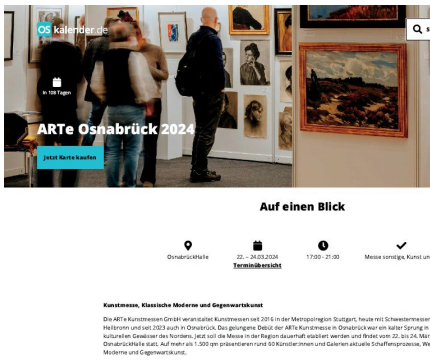 OS kalender.de
S
In 108 Tagen
ARTe Osnabrück 2024
Jetzt Karte kaufen
Auf einen Blick
OsnabrückHalle
22. – 24.03.2024
Terminübersicht
17:00 - 21:00
Messe sonstige, Kunst un
Kunstmesse, Klassische Moderne und Gegenwartskunst
Die ARTe Kunstmessen GmbH veranstaltet Kunstmessen seit 2016 in der Metropolregion Stuttgart, heute mit Schwestermesser
Heilbronn und seit 2023 auch in Osnabrück. Das gelungene Debüt der ARTe Kunstmesse in Osnabrück war ein kalter Sprung in
kulturellen Gewässer des Nordens. Jetzt soll die Messe in der Region dauerhaft etabliert werden und findet vom 22. bis 24. Mär
OsnabrückHalle statt. Auf mehr als 1.500 qm präsentieren rund 60 Künstler:innen und Galerien aktuelle Schaffensprozesse, We
Moderne und Gegenwartskunst.